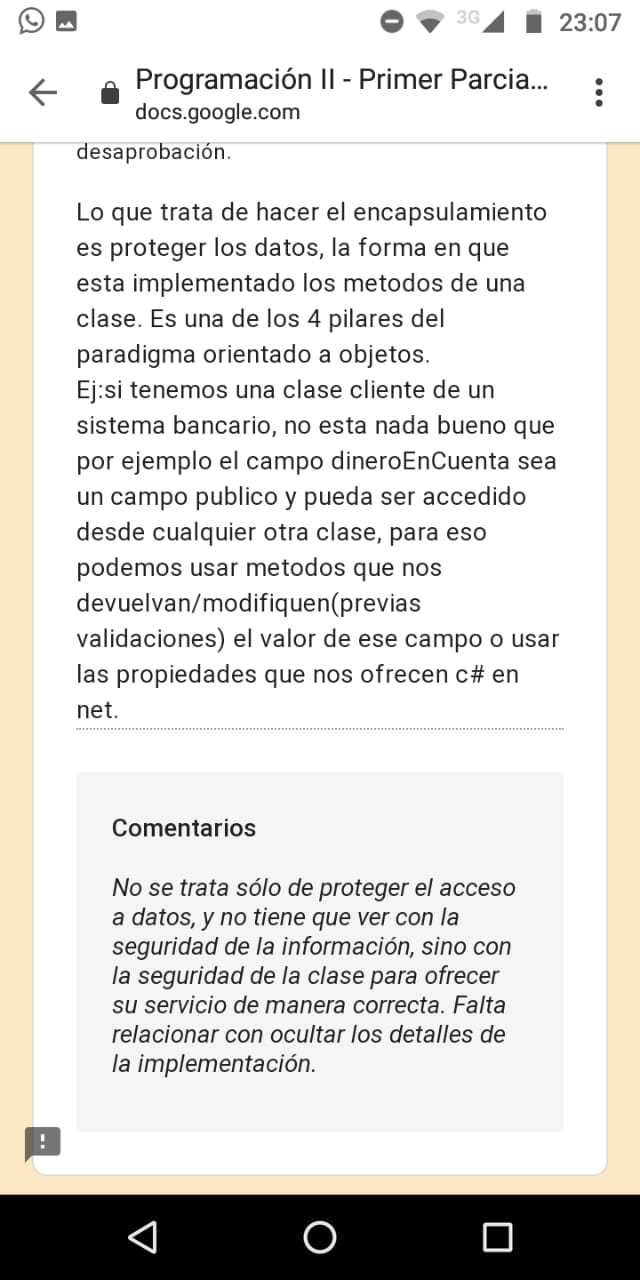 3G 23:07
Programación II - Primer Parcia...
docs.google.com
desaprobación.
Lo que trata de hacer el encapsulamiento
es proteger los datos, la forma en que
esta implementado los metodos de una
clase. Es una de los 4 pilares del
paradigma orientado a objetos.
Ej:si tenemos una clase cliente de un
sistema bancario, no esta nada bueno que
por ejemplo el campo dineroEnCuenta sea
un campo publico y pueda ser accedido
desde cualquier otra clase, para eso
podemos usar metodos que nos
devuelvan/modifiquen(previas
validaciones) el valor de ese campo o usar
las propiedades que nos ofrecen c# en
net.
Comentarios
No se trata sólo de proteger el acceso
a datos, y no tiene que ver con la
seguridad de la información, sino con
la seguridad de la clase para ofrecer
su servicio de manera correcta. Falta
relacionar con ocultar los detalles de
la implementación.